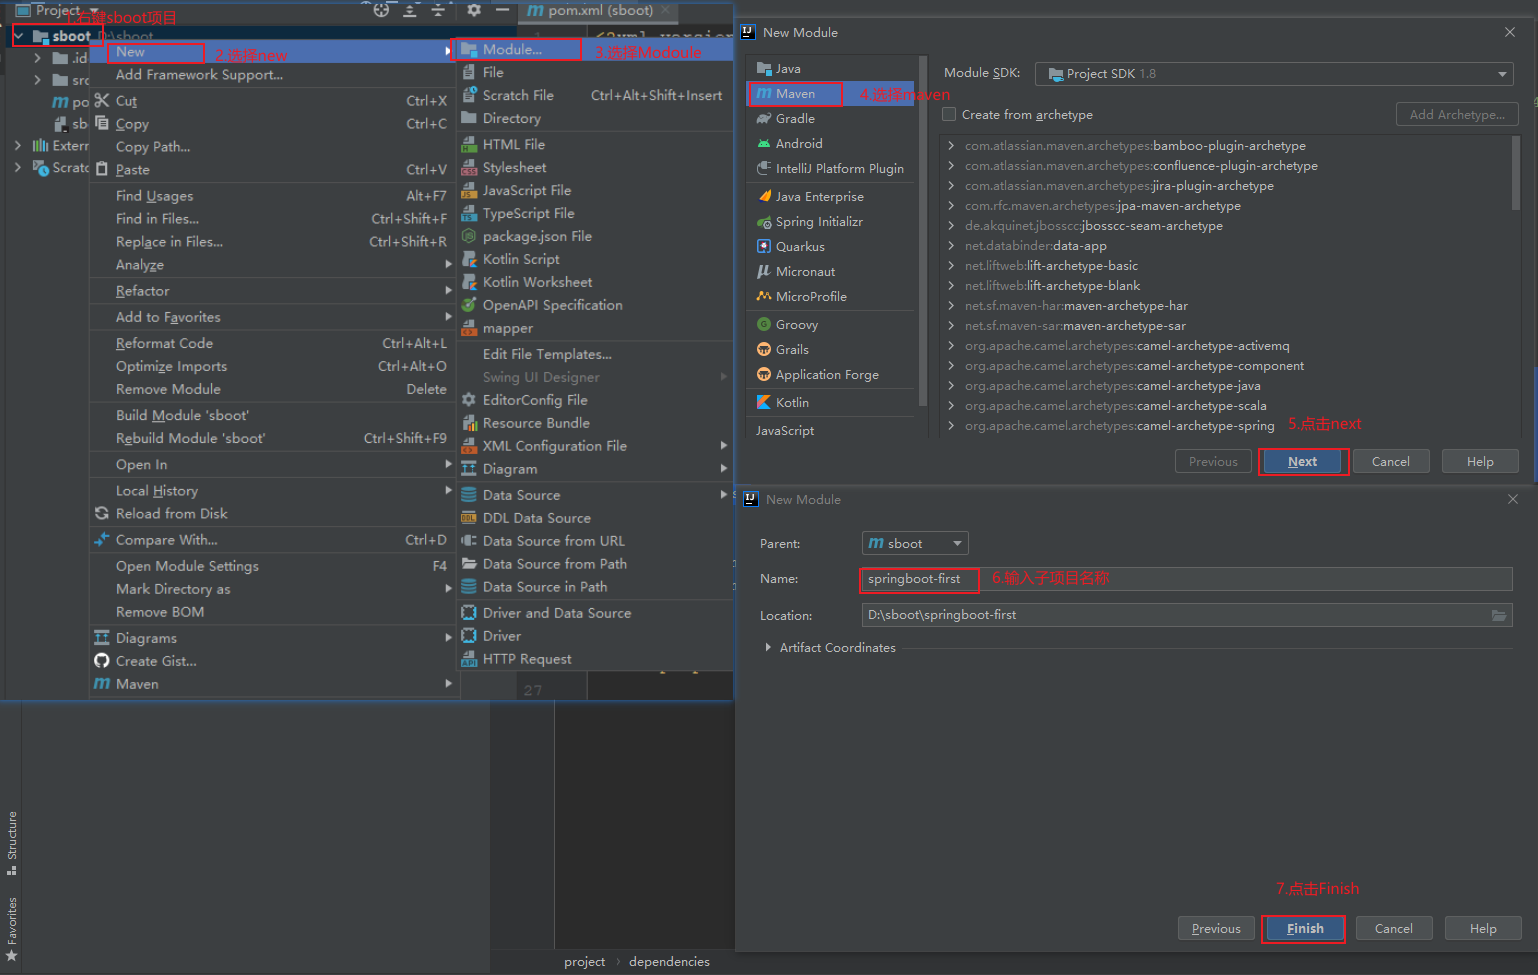 Project
1.右键sboot项目
sboot D:\sboot
.id
src
po
sb
Extern
Scratc
New
2.选择new
Add Framework Support...
Cut Ctrl+X
Copy Ctrl+C
Copy Path...
Paste Ctrl+V
Find Usages Alt+F7
Find in Files... Ctrl+Shift+F
Replace in Files... Ctrl+Shift+R
Analyze
Refactor
Add to Favorites
Reformat Code Ctrl+Alt+L
Optimize Imports Ctrl+Alt+O
Remove Module Delete
Build Module 'sboot'
Rebuild Module 'sboot' Ctrl+Shift+F9
Open In
Local History
Reload from Disk
Compare With... Ctrl+D
Open Module Settings F4
Mark Directory as
Remove BOM
Diagrams
Create Gist...
Maven
pom.xml (sboot)
1 <?xml version
Module...
3.选择Modoule
File
Scratch File Ctrl+Alt+Shift+Insert
Directory
HTML File
Stylesheet
JavaScript File
TypeScript File
package.json File
Kotlin Script
Kotlin Worksheet
OpenAPI Specification
mapper
Edit File Templates...
Swing UI Designer
EditorConfig File
Resource Bundle
XML Configuration File
Diagram
Data Source
DDL Data Source
Data Source from URL
Data Source from Path
Data Source in Path
Driver and Data Source
Driver
HTTP Request
27
New Module
Java
Maven
4.选择maven
Gradle
Android
IntelliJ Platform Plugin
Java Enterprise
Spring Initializr
Quarkus
Micronaut
MicroProfile
Groovy
Grails
Application Forge
Kotlin
JavaScript
Module SDK: Project SDK 1.8
Create from archetype Add Archetype...
com.atlassian.maven.archetypes:bamboo-plugin-archetype
com.atlassian.maven.archetypes:confluence-plugin-archetype
com.atlassian.maven.archetypes:jira-plugin-archetype
com.rfc.maven.archetypes:jpa-maven-archetype
de.akquinet.jbosscc:jbosscc-seam-archetype
net.databinder:data-app
net.liftweb:lift-archetype-basic
net.liftweb:lift-archetype-blank
net.sf.maven-har:maven-archetype-har
net.sf.maven-sar:maven-archetype-sar
org.apache.camel.archetypes:camel-archetype-activemq
org.apache.camel.archetypes:camel-archetype-component
org.apache.camel.archetypes:camel-archetype-java
org.apache.camel.archetypes:camel-archetype-scala
org.apache.camel.archetypes:camel-archetype-spring
5.点击next
Previous Next Cancel Help
New Module
Parent: sboot
Name: springboot-first
6.输入子项目名称
Location: D:\sboot\springboot-first
Artifact Coordinates
7.点击Finish
Previous Finish Cancel Help
Structure
Favorites
project › dependencies